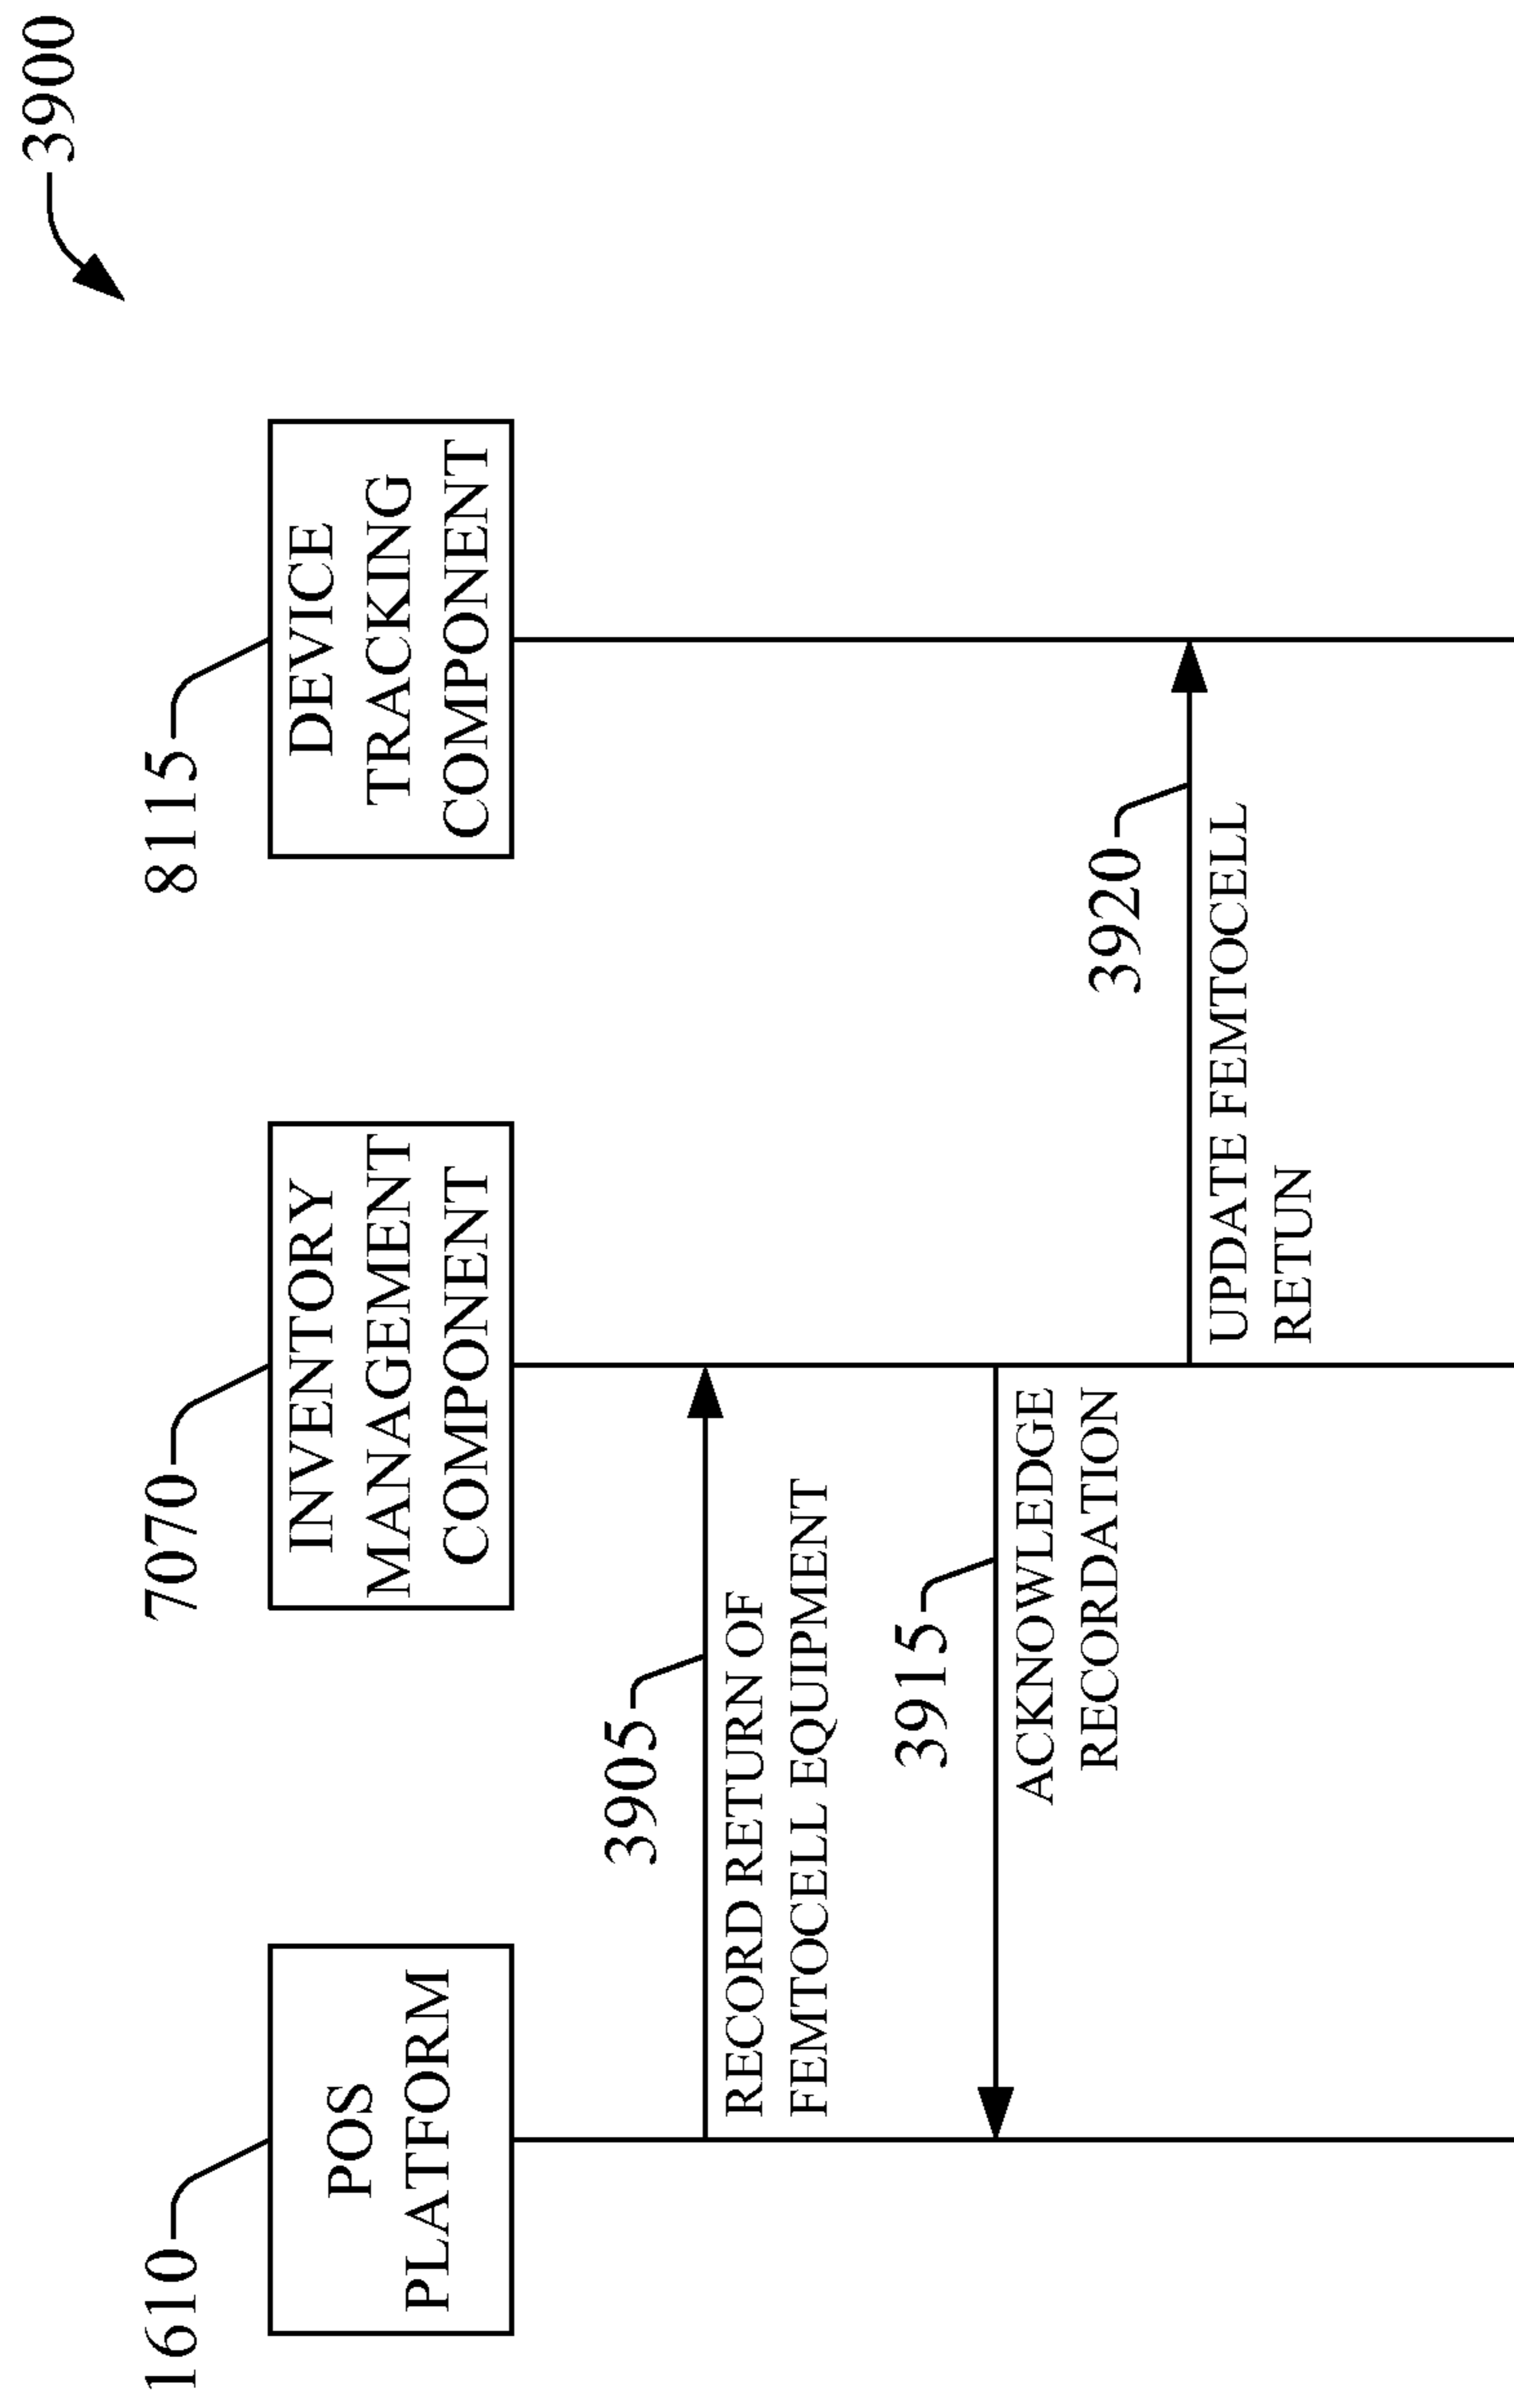 3900
1610
7070
8115
POS
PLATFORM
INVENTORY
MANAGEMENT
COMPONENT
DEVICE
TRACKING
COMPONENT
3905
RECORD RETURN OF
FEMTOCELL EQUIPMENT
3915
ACKNOWLEDGE
RECORDATION
3920
UPDATE FEMTOCELL
RETUN